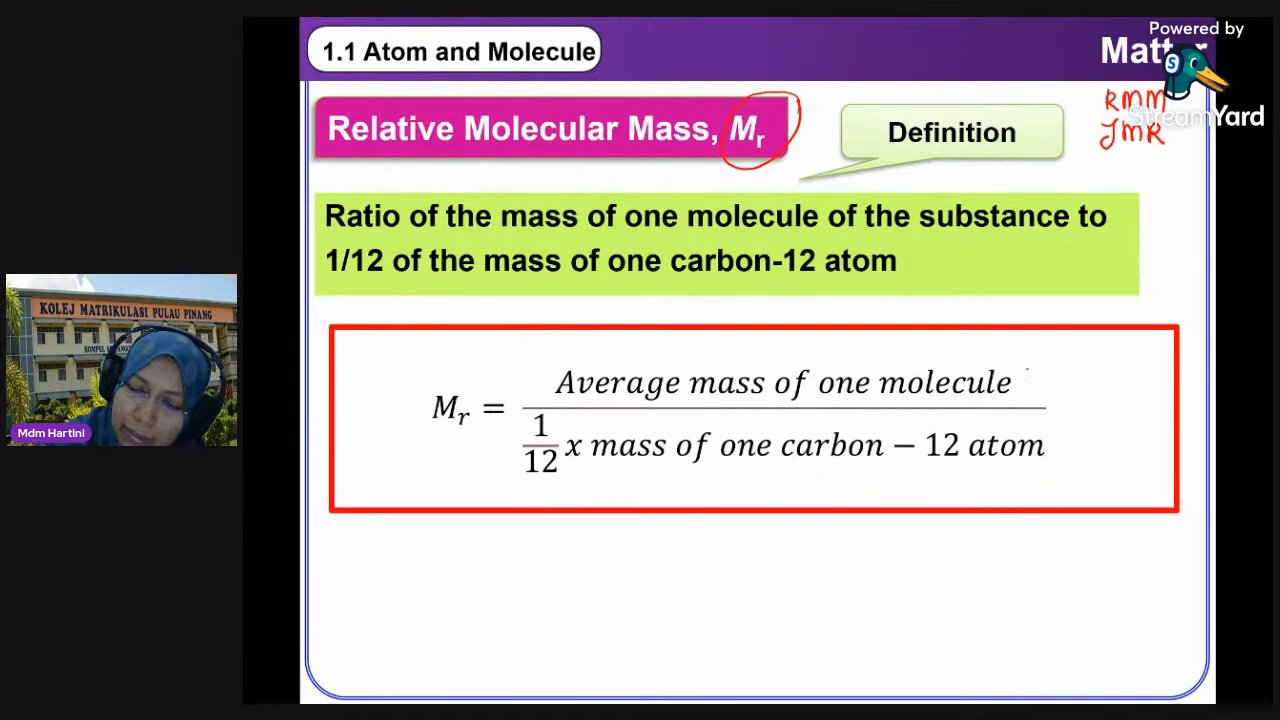 Powered by
StreamYard
1.1 Atom and Molecule
Relative Molecular Mass, Mr
Definition
RMM
JMR
Ratio of the mass of one molecule of the substance to
1/12 of the mass of one carbon-12 atom
Mr = Average mass of one molecule
1
12 x mass of one carbon − 12 atom
KOLEJ MATRIKULASI PULAU PINANG
Mdm Hartini